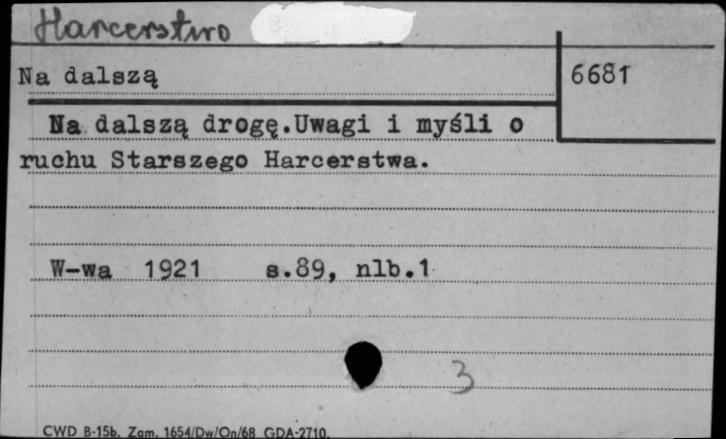 Harcerstwo
Na dalszą
6681
Na dalszą drogę.Uwagi i myśli o
ruchu Starszego Harcerstwa.
W-wa 1921 s.89, nlb.1
3
CWD B-15b. Zam. 1654/Dw/On/68 GDA-2710.